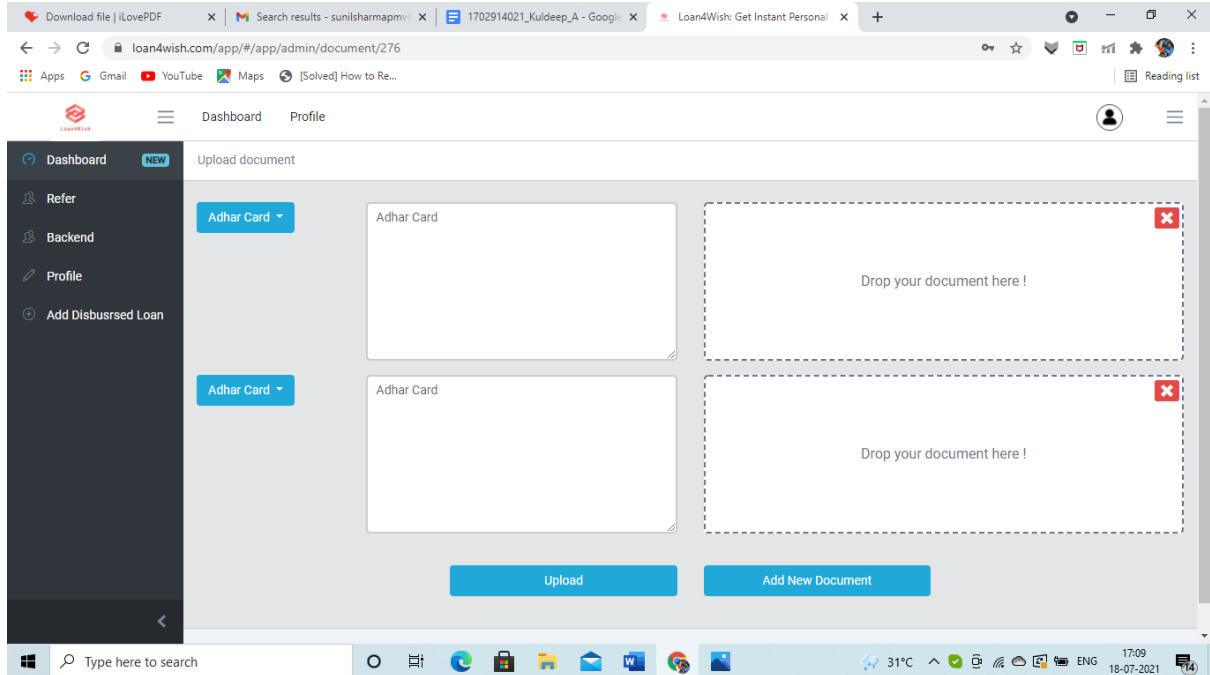 Download file | iLovePDF
Search results - sunilsharmapmvt
1702914021_Kuldeep_A - Google
Loan4Wish: Get Instant Personal
loan4wish.com/app/#/app/admin/document/276
Apps
Gmail
YouTube
Maps
[Solved] How to Re...
Reading list
Loan4Wish
Dashboard
Profile
Dashboard NEW
Upload document
Refer
Backend
Profile
Add Disbusrsed Loan
Adhar Card
Adhar Card
Drop your document here !
Adhar Card
Adhar Card
Drop your document here !
Upload
Add New Document
Type here to search
31°C
ENG
17:09
18-07-2021
14